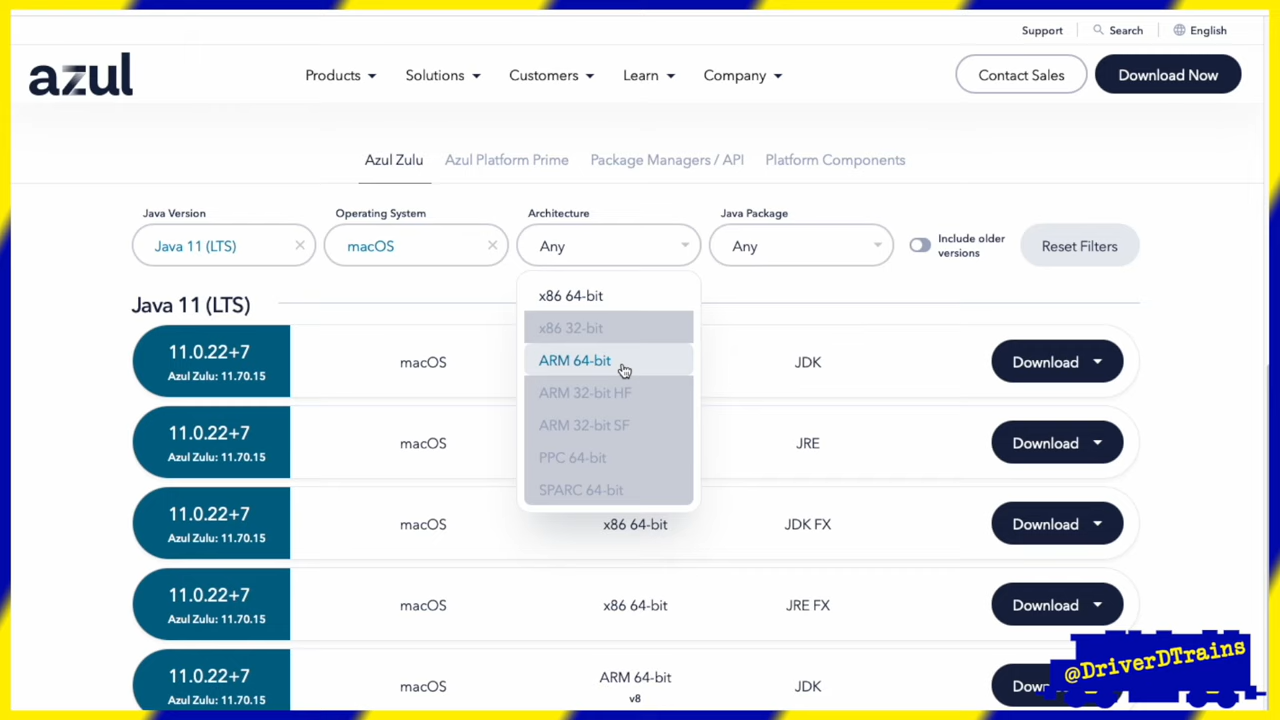 Support
Search
English
azul
Products
Solutions
Customers
Learn
Company
Contact Sales
Download Now
Azul Zulu
Azul Platform Prime
Package Managers / API
Platform Components
Java Version
Operating System
Architecture
Java Package
Java 11 (LTS)
macOS
Any
Any
Include older
versions
Reset Filters
x86 64-bit
x86 32-bit
ARM 64-bit
ARM 32-bit HF
ARM 32-bit SF
PPC 64-bit
SPARC 64-bit
Java 11 (LTS)
11.0.22+7
Azul Zulu: 11.70.15
macOS
JDK
Download
11.0.22+7
Azul Zulu: 11.70.15
macOS
JRE
Download
11.0.22+7
Azul Zulu: 11.70.15
macOS
x86 64-bit
JDK FX
Download
11.0.22+7
Azul Zulu: 11.70.15
macOS
x86 64-bit
JRE FX
Download
11.0.22+7
Azul Zulu: 11.70.15
macOS
ARM 64-bit
v8
JDK
@DriverDTrains